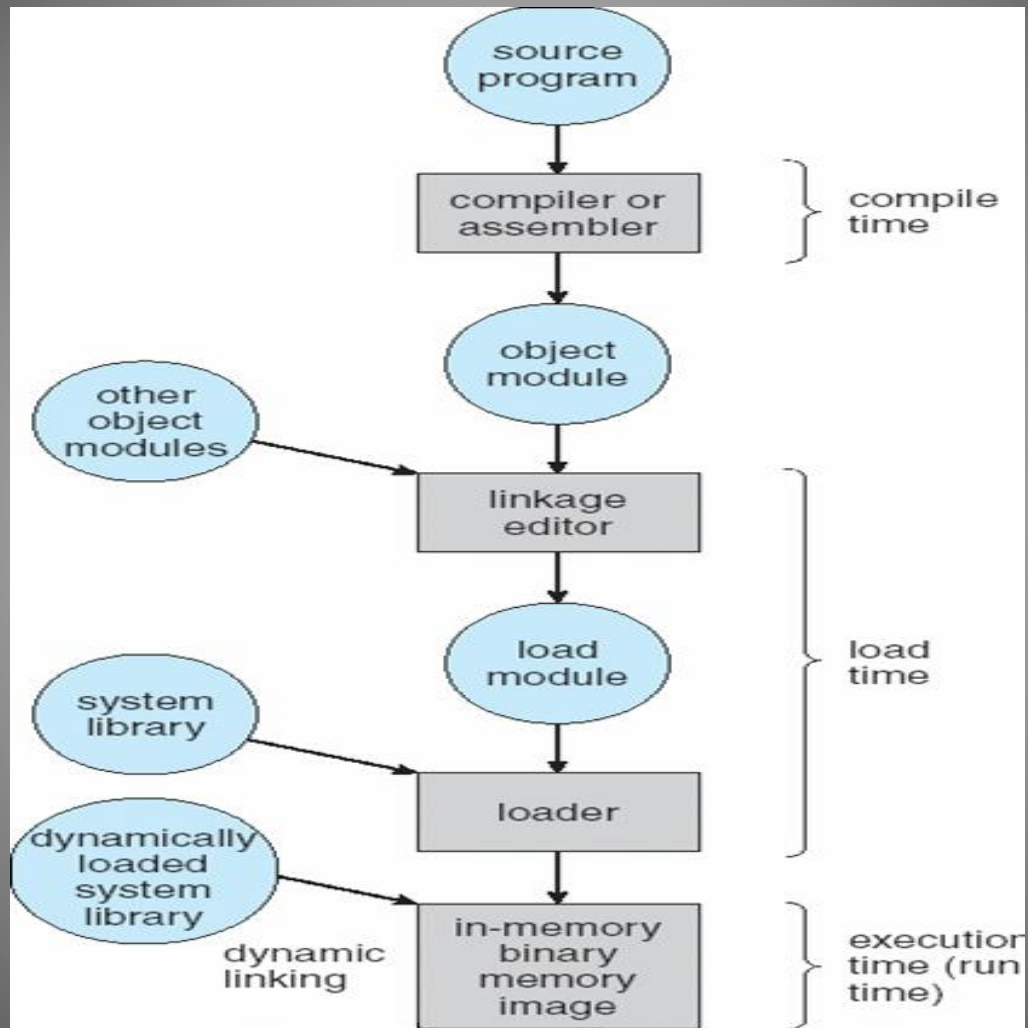 source
program
compiler or
assembler
compile
time
object
module
other
object
modules
linkage
editor
load
module
load
time
system
library
loader
dynamically
loaded
system
library
dynamic
linking
in-memory
binary
memory
image
execution
time (run
time)